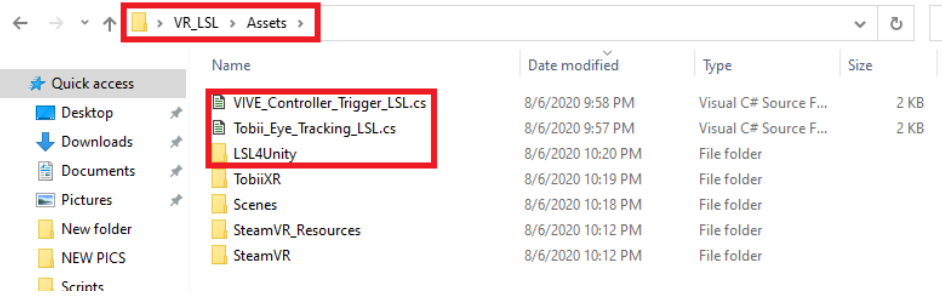 VR_LSL > Assets >
Name Date modified Type Size
Quick access
Desktop
Downloads
Documents
Pictures
New folder
NEW PICS
Scripts
VIVE_Controller_Trigger_LSL.cs 8/6/2020 9:58 PM Visual C# Source F... 2 KB
Tobii_Eye_Tracking_LSL.cs 8/6/2020 9:57 PM Visual C# Source F... 2 KB
LSL4Unity 8/6/2020 10:20 PM File folder
TobiiXR 8/6/2020 10:19 PM File folder
Scenes 8/6/2020 10:18 PM File folder
SteamVR_Resources 8/6/2020 10:12 PM File folder
SteamVR 8/6/2020 10:12 PM File folder